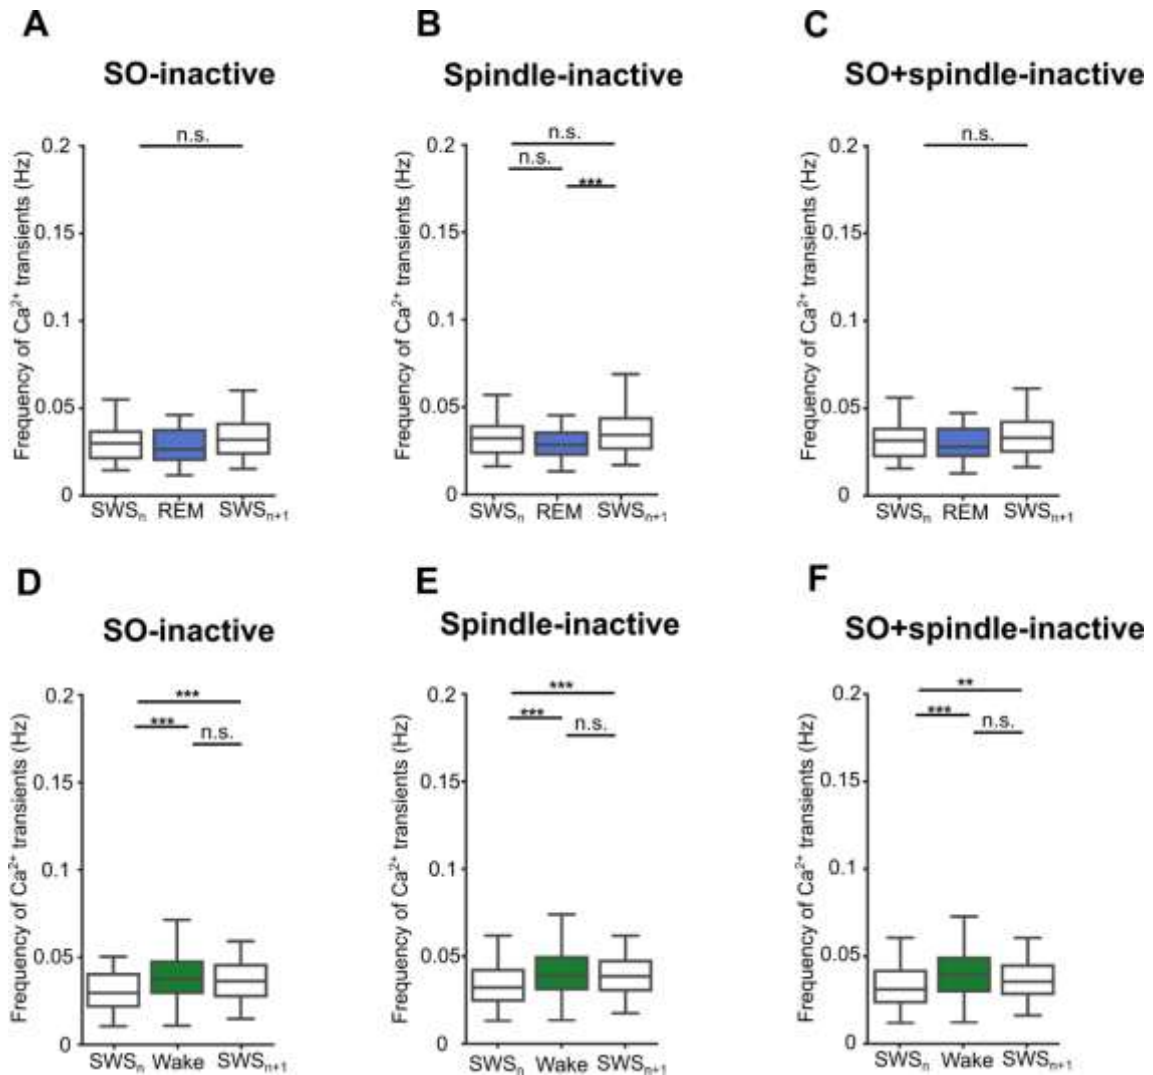 A
SO-inactive
Frequency of Ca²⁺ transients (Hz)
n.s.
0.2
0.15
0.1
0.05
0
SWSₙ REM SWSₙ₊₁
B
Spindle-inactive
Frequency of Ca²⁺ transients (Hz)
n.s.
n.s.
***
0.2
0.15
0.1
0.05
0
SWSₙ REM SWSₙ₊₁
C
SO+spindle-inactive
Frequency of Ca²⁺ transients (Hz)
n.s.
0.2
0.15
0.1
0.05
0
SWSₙ REM SWSₙ₊₁
D
SO-inactive
Frequency of Ca²⁺ transients (Hz)
***
***
n.s.
0.2
0.15
0.1
0.05
0
SWSₙ Wake SWSₙ₊₁
E
Spindle-inactive
Frequency of Ca²⁺ transients (Hz)
***
***
n.s.
0.2
0.15
0.1
0.05
0
SWSₙ Wake SWSₙ₊₁
F
SO+spindle-inactive
Frequency of Ca²⁺ transients (Hz)
**
***
n.s.
0.2
0.15
0.1
0.05
0
SWSₙ Wake SWSₙ₊₁